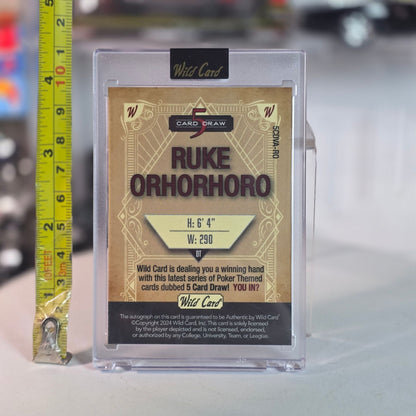 Wild Card
W
W
5
CARD DRAW
5CDVA-RO
RUKE
ORHORHORO
H: 6' 4"
W: 290
DT
Wild Card is dealing you a winning hand
with this latest series of Poker Themed
cards dubbed 5 Card Draw! YOU IN?
Wild Card
The autograph on this card is guaranteed to be Authentic by Wild Card®
©Copyright 2024 Wild Card, Inc. This card is solely licensed
by the player depicted and is not licensed, endorsed,
or authorized by any College, University, Team, or League.